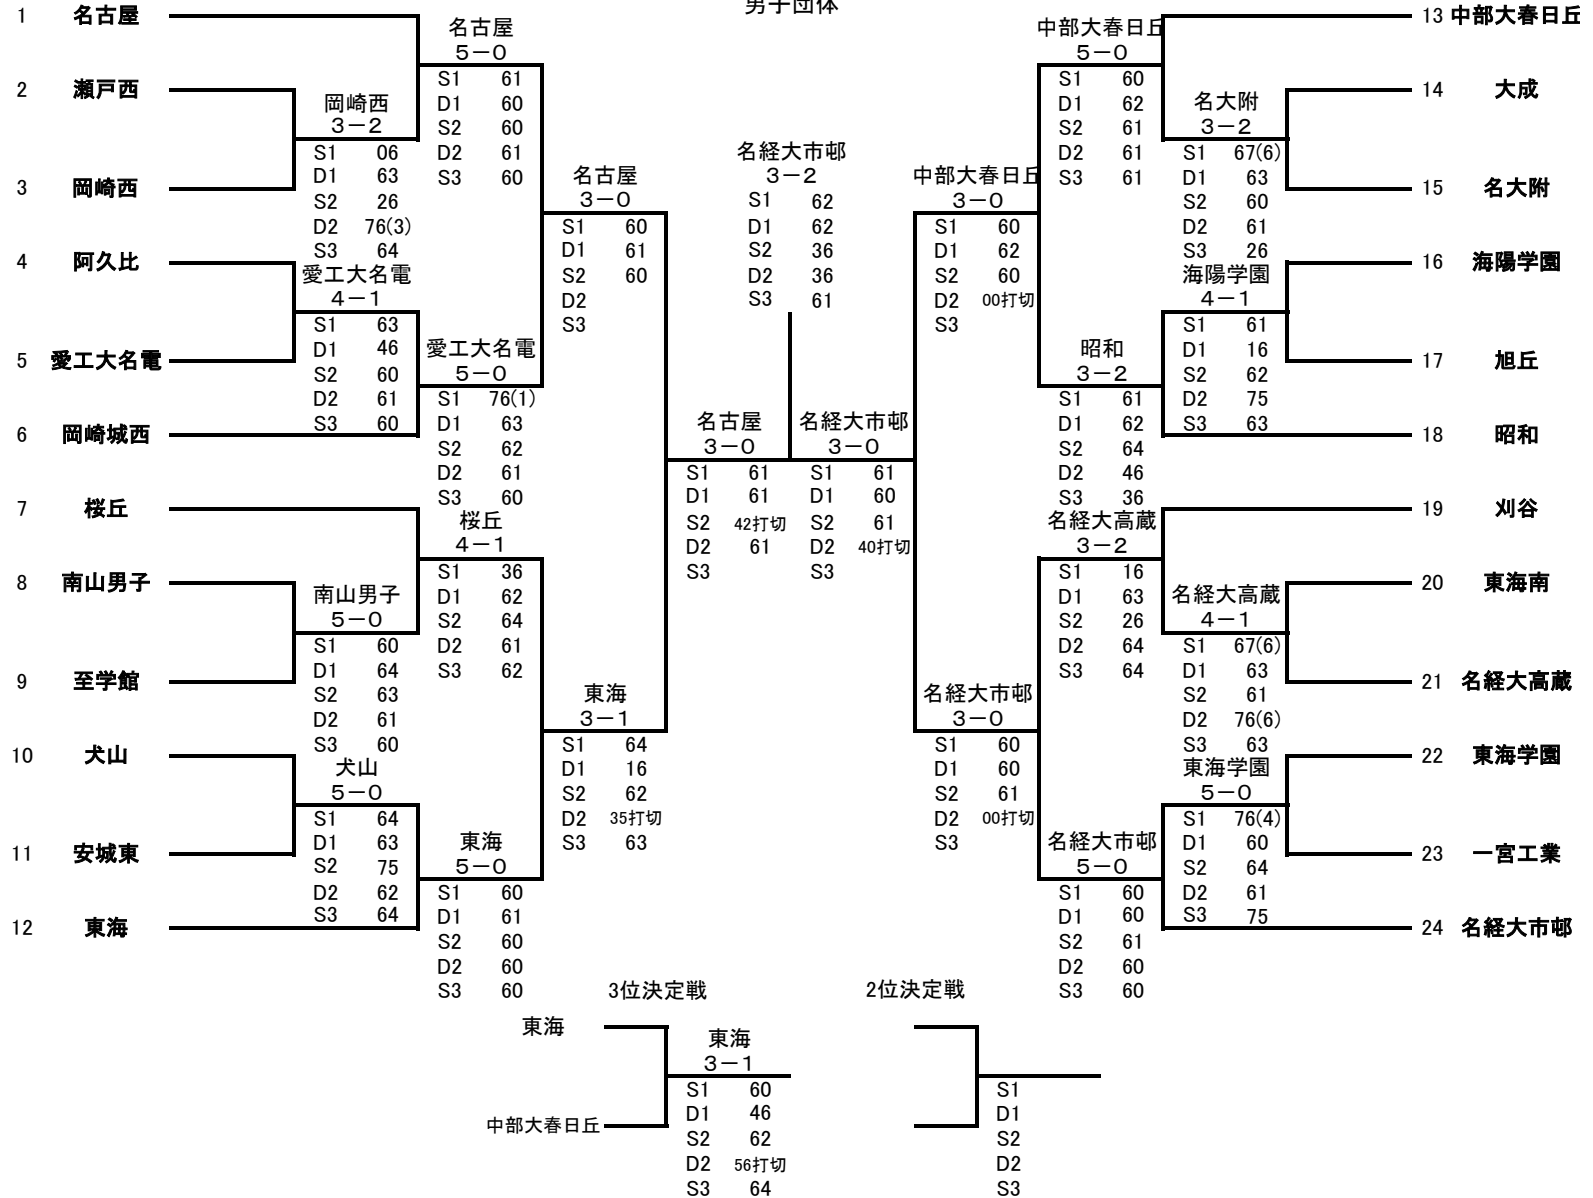 男子団体
1 名古屋
2 瀬戸西
3 岡崎西
4 阿久比
5 愛工大名電
6 岡崎城西
7 桜丘
8 南山男子
9 至学館
10 犬山
11 安城東
12 東海
岡崎西
3－2
S1 06
D1 63
S2 26
D2 76(3)
S3 64
愛工大名電
4－1
S1 63
D1 46
S2 60
D2 61
S3 60
南山男子
5－0
S1 60
D1 64
S2 63
D2 61
S3 60
犬山
5－0
S1 64
D1 63
S2 75
D2 62
S3 64
名古屋
5－0
S1 61
D1 60
S2 60
D2 61
S3 60
愛工大名電
5－0
S1 76(1)
D1 63
S2 62
D2 61
S3 60
桜丘
4－1
S1 36
D1 62
S2 64
D2 61
S3 62
東海
5－0
S1 60
D1 61
S2 60
D2 60
S3 60
名古屋
3－0
S1 60
D1 61
S2 60
D2
S3
東海
3－1
S1 64
D1 16
S2 62
D2 35打切
S3 63
名古屋
3－0
S1 61
D1 61
S2 42打切
D2 61
S3
名経大市邨
3－2
S1 62
D1 62
S2 36
D2 36
S3 61
名経大市邨
3－0
S1 61
D1 60
S2 61
D2 40打切
S3
中部大春日丘
3－0
S1 60
D1 62
S2 60
D2 00打切
S3
名経大市邨
3－0
S1 60
D1 60
S2 61
D2 00打切
S3
中部大春日丘
5－0
S1 60
D1 62
S2 61
D2 61
S3 61
昭和
3－2
S1 61
D1 62
S2 64
D2 46
S3 36
名経大高蔵
3－2
S1 16
D1 63
S2 26
D2 64
S3 64
名経大市邨
5－0
S1 60
D1 60
S2 61
D2 60
S3 60
名大附
3－2
S1 67(6)
D1 63
S2 60
D2 61
S3 26
海陽学園
4－1
S1 61
D1 16
S2 62
D2 75
S3 63
名経大高蔵
4－1
S1 67(6)
D1 63
S2 61
D2 76(6)
S3 63
東海学園
5－0
S1 76(4)
D1 60
S2 64
D2 61
S3 75
13 中部大春日丘
14 大成
15 名大附
16 海陽学園
17 旭丘
18 昭和
19 刈谷
20 東海南
21 名経大高蔵
22 東海学園
23 一宮工業
24 名経大市邨
3位決定戦
東海
中部大春日丘
東海
3－1
S1 60
D1 46
S2 62
D2 56打切
S3 64
2位決定戦
S1
D1
S2
D2
S3